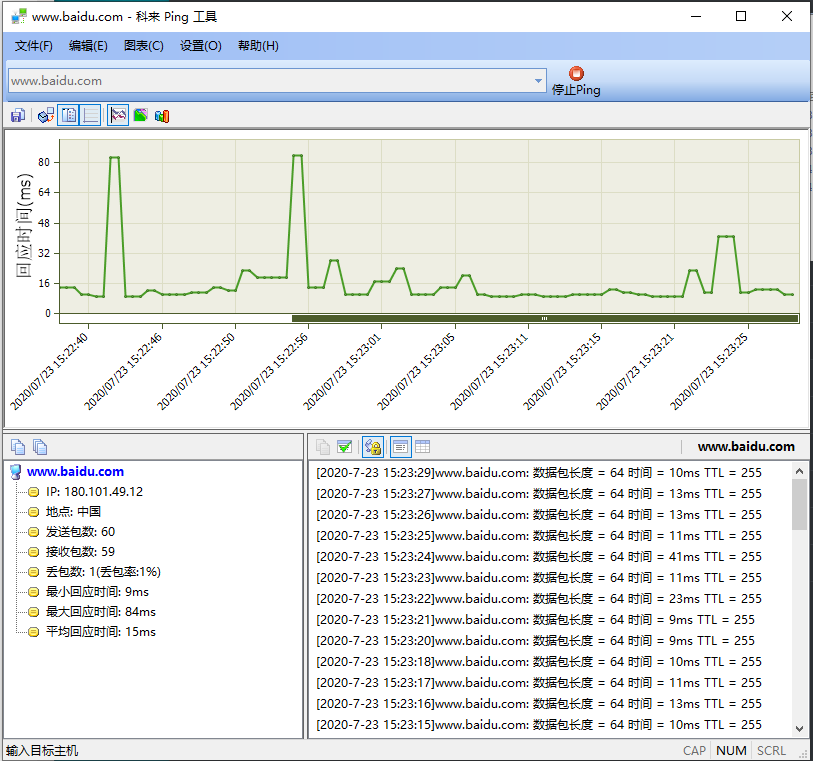 www.baidu.com - 科来 Ping 工具
文件(F) 编辑(E) 图表(C) 设置(O) 帮助(H)
www.baidu.com
停止Ping
回应时间(ms)
80
64
48
32
16
0
2020/07/23 15:22:40
2020/07/23 15:22:46
2020/07/23 15:22:50
2020/07/23 15:22:56
2020/07/23 15:23:01
2020/07/23 15:23:05
2020/07/23 15:23:11
2020/07/23 15:23:15
2020/07/23 15:23:21
2020/07/23 15:23:25
www.baidu.com
IP: 180.101.49.12
地点: 中国
发送包数: 60
接收包数: 59
丢包数: 1(丢包率:1%)
最小回应时间: 9ms
最大回应时间: 84ms
平均回应时间: 15ms
www.baidu.com
[2020-7-23 15:23:29]www.baidu.com: 数据包长度 = 64 时间 = 10ms TTL = 255
[2020-7-23 15:23:27]www.baidu.com: 数据包长度 = 64 时间 = 13ms TTL = 255
[2020-7-23 15:23:26]www.baidu.com: 数据包长度 = 64 时间 = 13ms TTL = 255
[2020-7-23 15:23:25]www.baidu.com: 数据包长度 = 64 时间 = 11ms TTL = 255
[2020-7-23 15:23:24]www.baidu.com: 数据包长度 = 64 时间 = 41ms TTL = 255
[2020-7-23 15:23:23]www.baidu.com: 数据包长度 = 64 时间 = 11ms TTL = 255
[2020-7-23 15:23:22]www.baidu.com: 数据包长度 = 64 时间 = 23ms TTL = 255
[2020-7-23 15:23:21]www.baidu.com: 数据包长度 = 64 时间 = 9ms TTL = 255
[2020-7-23 15:23:20]www.baidu.com: 数据包长度 = 64 时间 = 9ms TTL = 255
[2020-7-23 15:23:18]www.baidu.com: 数据包长度 = 64 时间 = 10ms TTL = 255
[2020-7-23 15:23:17]www.baidu.com: 数据包长度 = 64 时间 = 11ms TTL = 255
[2020-7-23 15:23:16]www.baidu.com: 数据包长度 = 64 时间 = 13ms TTL = 255
[2020-7-23 15:23:15]www.baidu.com: 数据包长度 = 64 时间 = 10ms TTL = 255
输入目标主机
CAP NUM SCRL